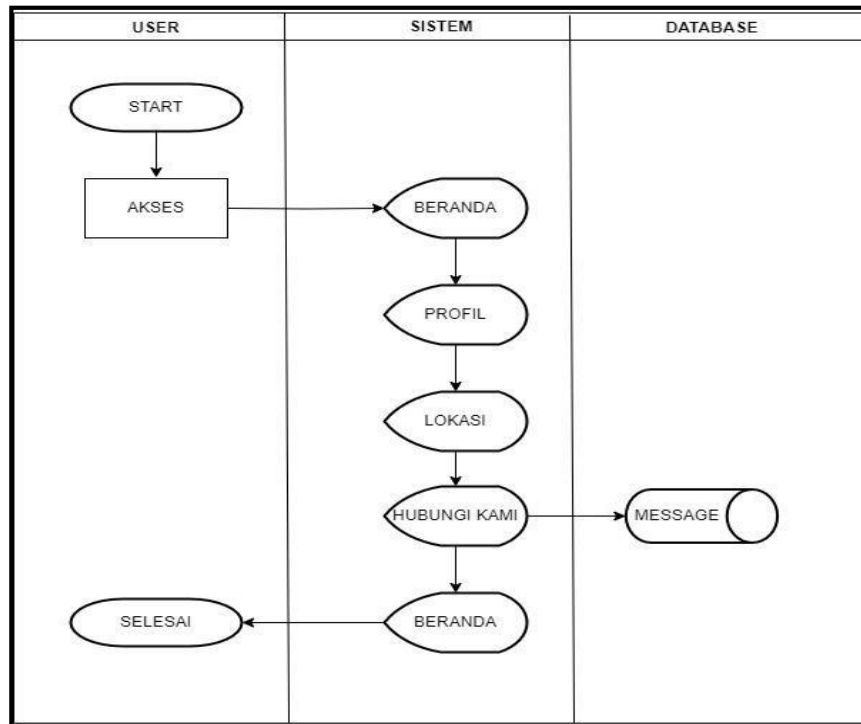 USER
SISTEM
DATABASE
START
AKSES
BERANDA
PROFIL
LOKASI
HUBUNGI KAMI
MESSAGE
SELESAI
BERANDA